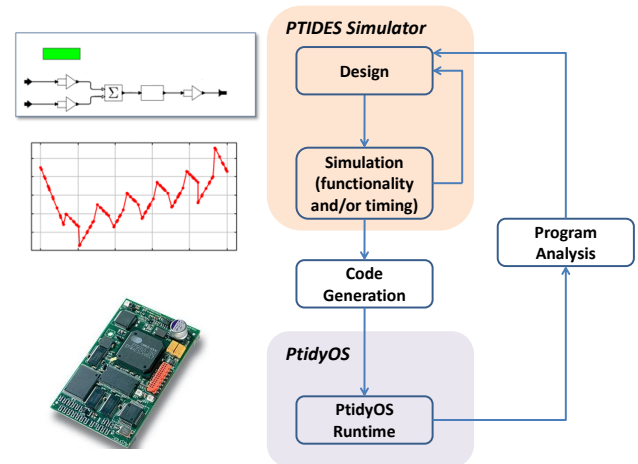 PTIDES Simulator
Design
Σ
Simulation
(functionality
and/or timing)
Program
Analysis
Code
Generation
PtidyOS
PtidyOS
Runtime